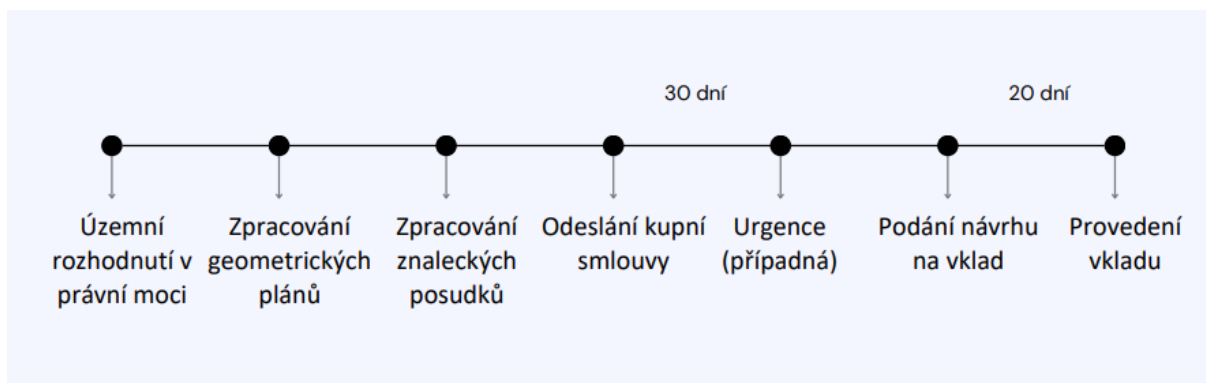 30 dní
20 dní
Územní
rozhodnutí v
právní moci
Zpracování
geometrických
plánů
Zpracování
znaleckých
posudků
Odeslání kupní
smlouvy
Urgence
(případná)
Podání návrhu
na vklad
Provedení
vkladu